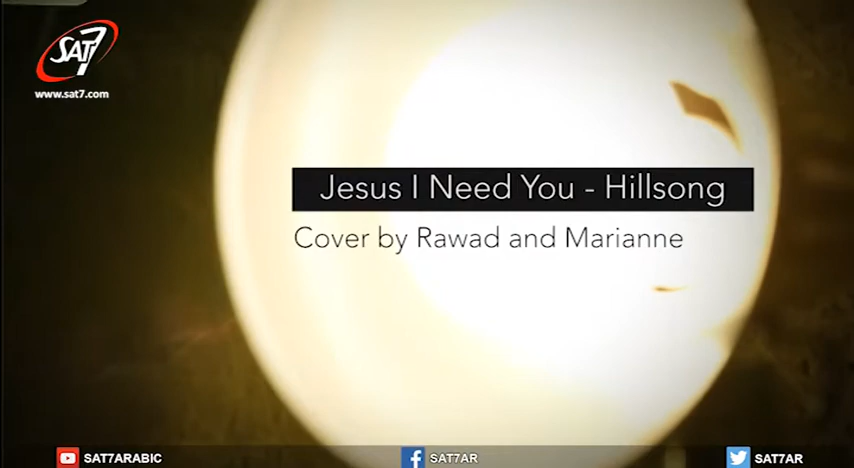 SAT7
www.sat7.com
Jesus I Need You - Hillsong
Cover by Rawad and Marianne
SAT7ARABIC
SAT7AR
SAT7AR